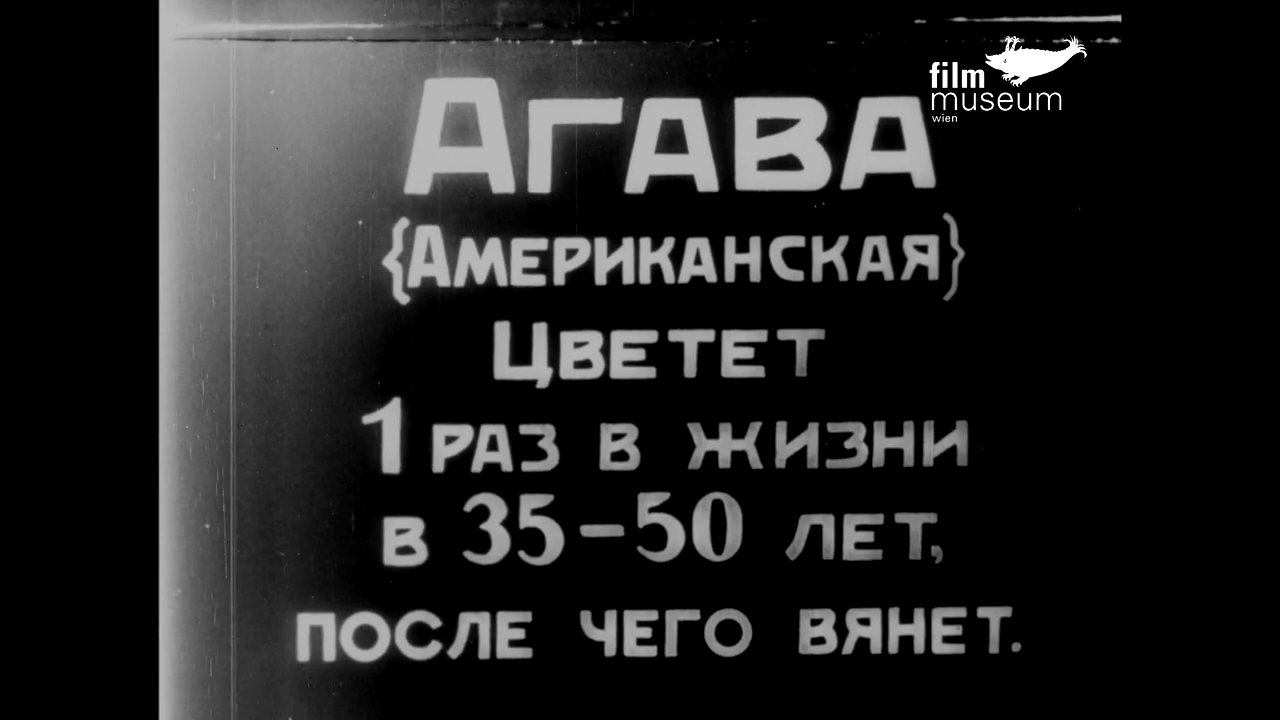 film
museum
wien
АГАВА
{АМЕРИКАНСКАЯ}
ЦВЕТЕТ
1 РАЗ В ЖИЗНИ
В 35-50 ЛЕТ,
ПОСЛЕ ЧЕГО ВЯНЕТ.